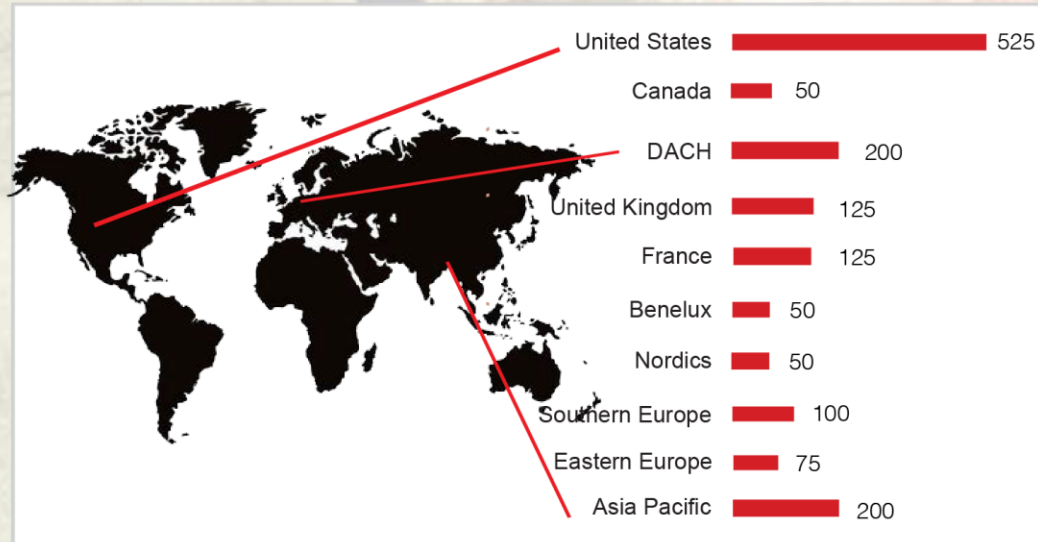 United States 525
Canada 50
DACH 200
United Kingdom 125
France 125
Benelux 50
Nordics 50
Southern Europe 100
Eastern Europe 75
Asia Pacific 200